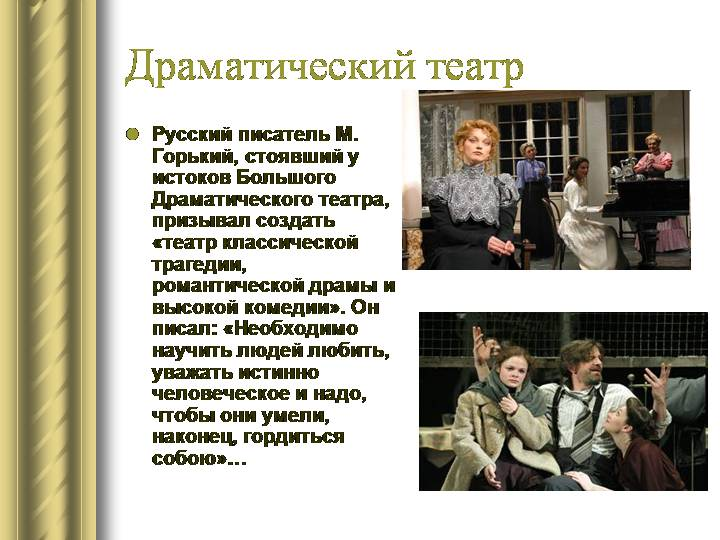 Драматический театр
Русский писатель М.
Горький, стоявший у
истоков Большого
Драматического театра,
призывал создать
«театр классической
трагедии,
романтической драмы и
высокой комедии». Он
писал: «Необходимо
научить людей любить,
уважать истинно
человеческое и надо,
чтобы они умели,
наконец, гордиться
собою»...